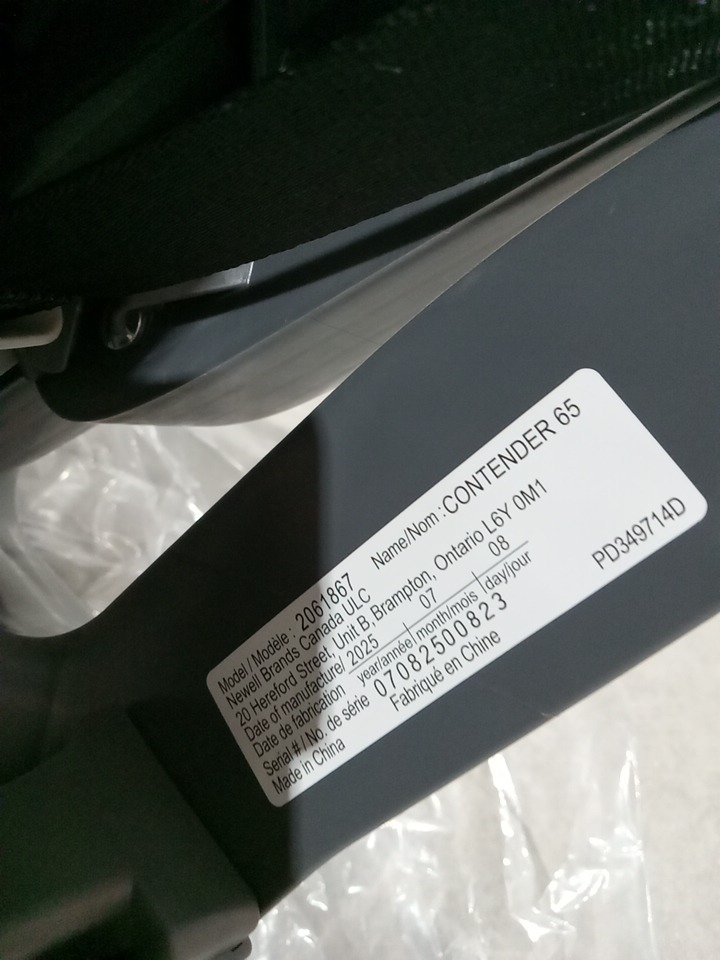 Model / Modèle : 2061867 Name/Nom :CONTENDER 65
Newell Brands Canada ULC
20 Hereford Street, Unit B, Brampton, Ontario L6Y 0M1
Date of manufacture/ 2025 | 07 | 08
Date de fabrication year/année | month/mois | day/jour
Serial # / No. de série 07082500823
Made in China Fabriqué en Chine
PD349714D